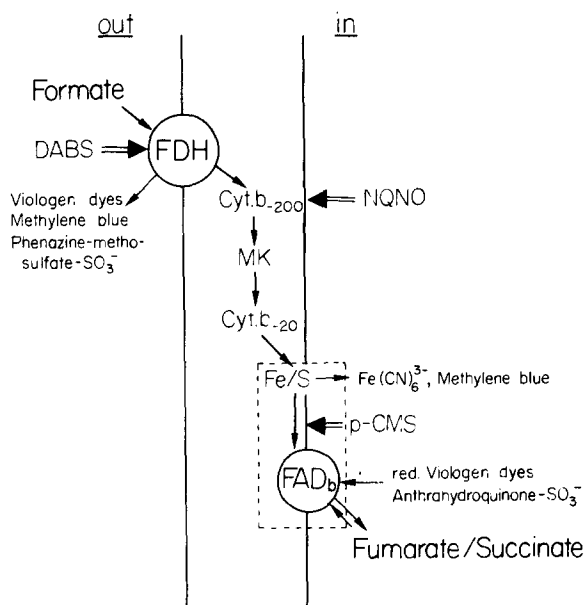 out in
Formate
DABS FDH
Viologen dyes
Methylene blue
Phenazine-metho-
sulfate-SO₃⁻
Cyt.b₋₂₀₀ NQNO
MK
Cyt.b₋₂₀
Fe/S Fe(CN)₆³⁻, Methylene blue
p-CMS
FAD_b red. Viologen dyes
Anthrahydroquinone-SO₃⁻
Fumarate/Succinate